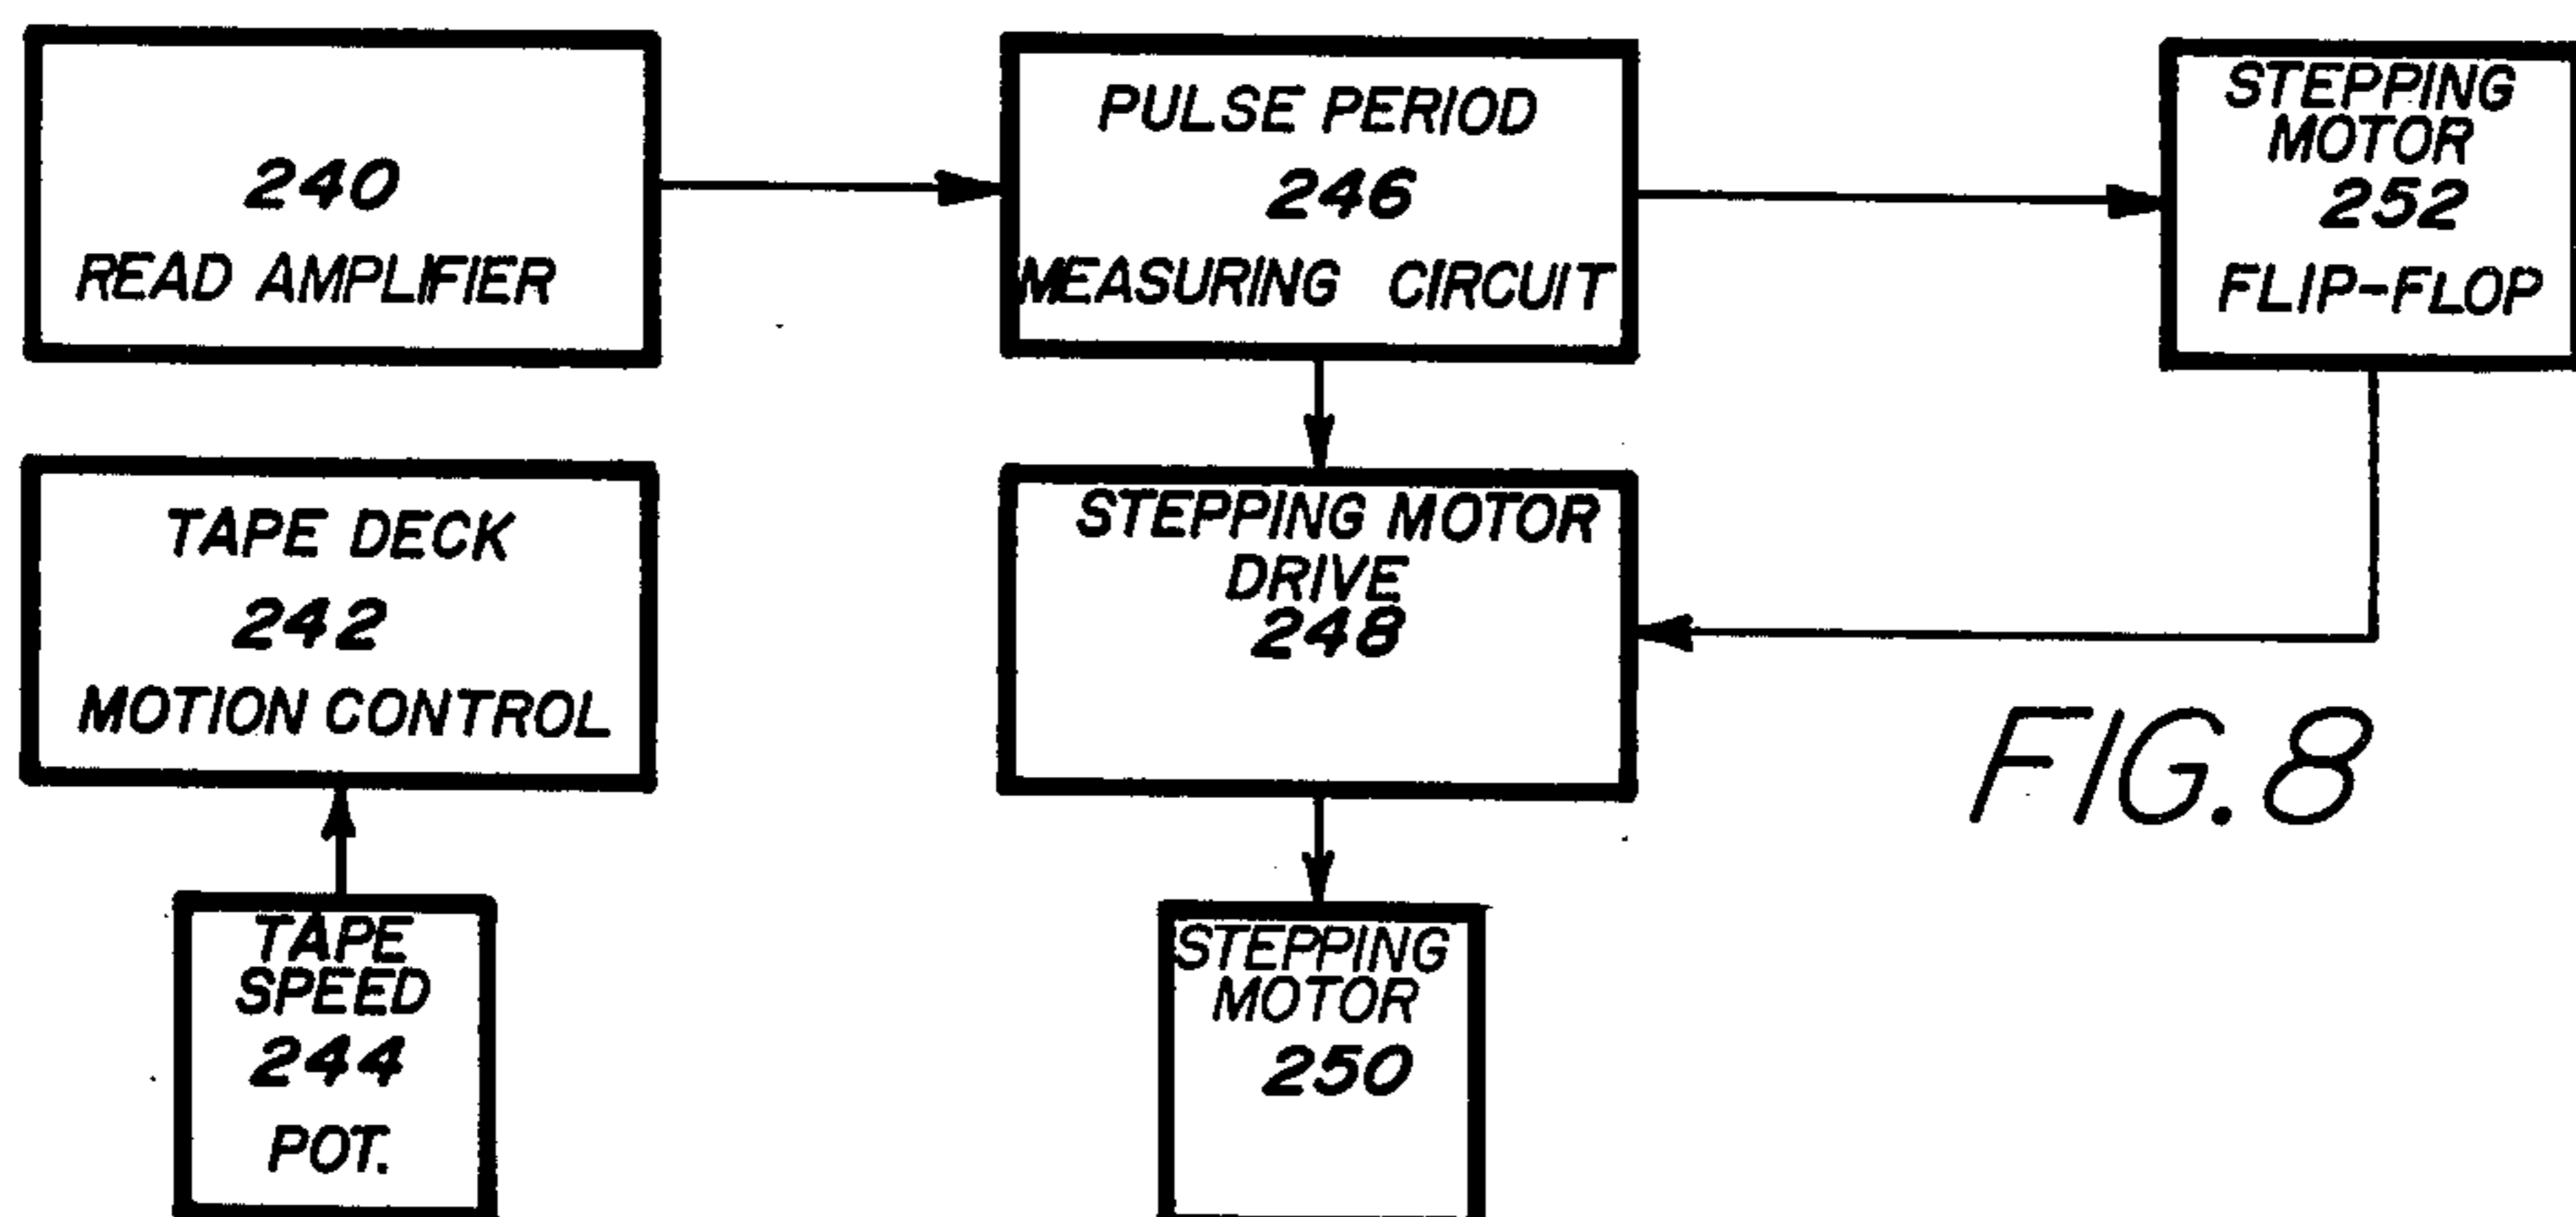 240
READ AMPLIFIER
PULSE PERIOD
246
MEASURING CIRCUIT
STEPPING
MOTOR
252
FLIP-FLOP
TAPE DECK
242
MOTION CONTROL
STEPPING MOTOR
DRIVE
248
FIG. 8
TAPE
SPEED
244
POT.
STEPPING
MOTOR
250